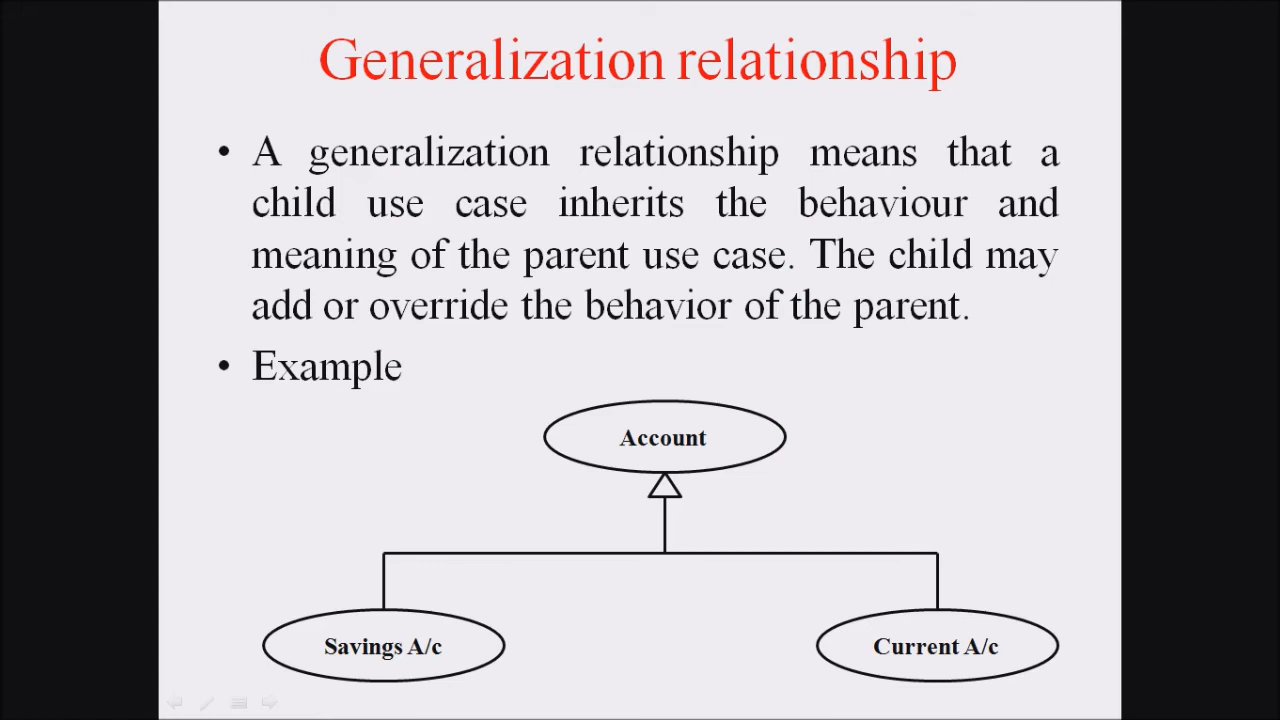 Generalization relationship
• A generalization relationship means that a
child use case inherits the behaviour and
meaning of the parent use case. The child may
add or override the behavior of the parent.
• Example
Account
Savings A/c
Current A/c